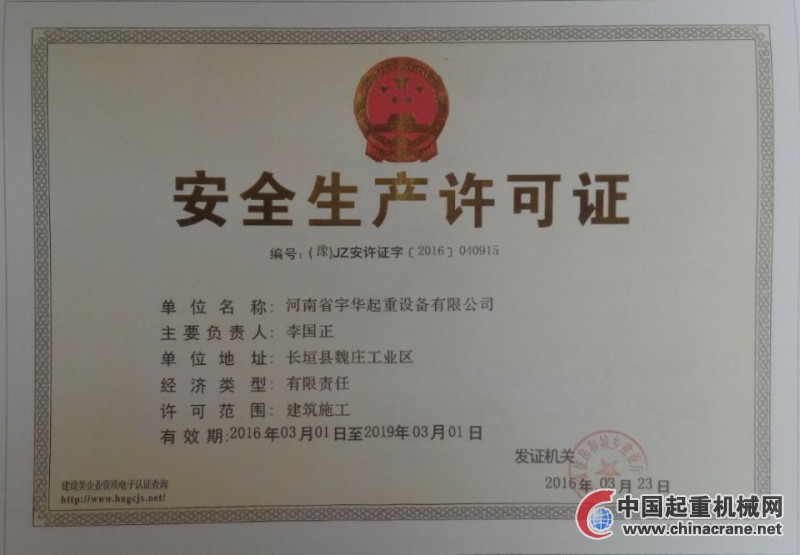 安全生产许可证
编号：(豫)JZ安许证字〔2016〕040915
单位名称：河南省宇华起重设备有限公司
主要负责人：李国正
单位地址：长垣县魏庄工业区
经济类型：有限责任
许可范围：建筑施工
有效期：2016年03月01日至2019年03月01日
发证机关
2016年03月23日
建设类企业资质电子认证查询
http://www.hngcjs.net/
中国起重机械网
www.chinacrane.net